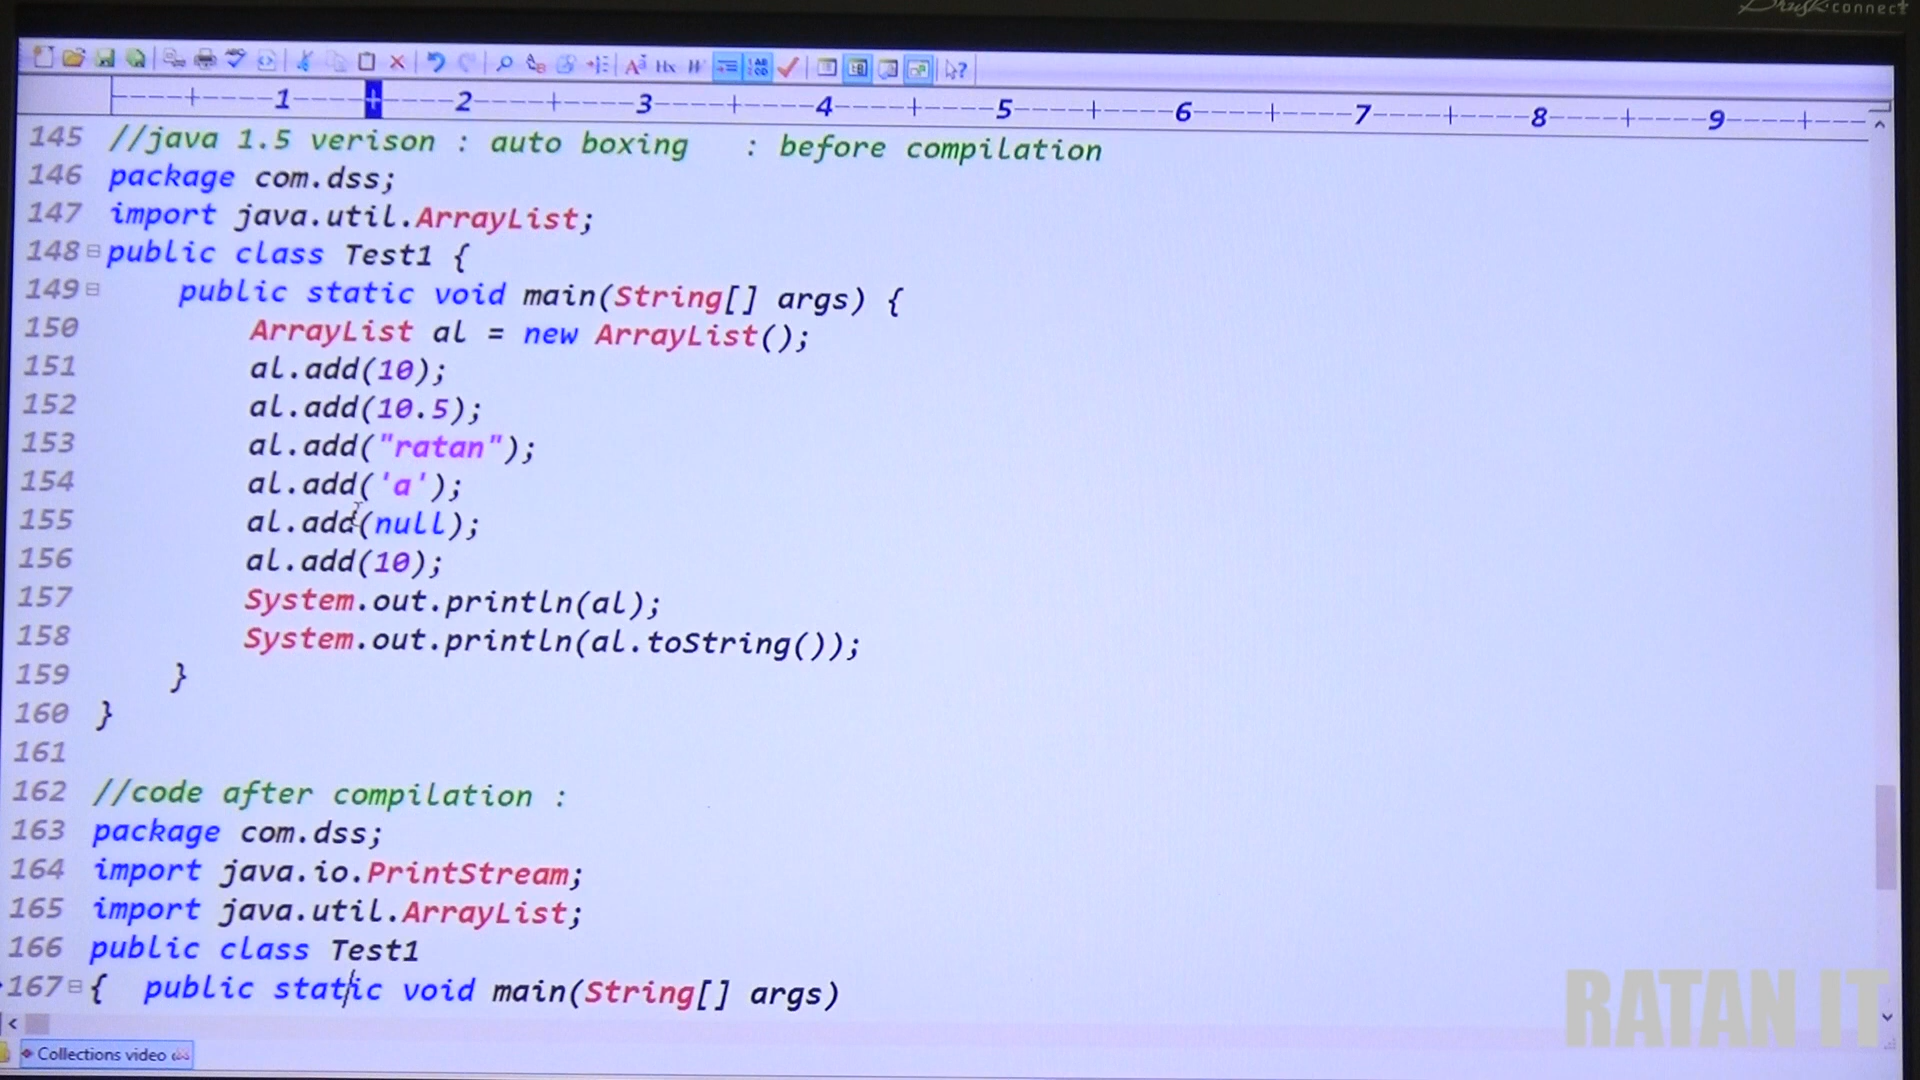 connect
1 2 3 4 5 6 7 8 9
145 //java 1.5 verison : auto boxing : before compilation
146 package com.dss;
147 import java.util.ArrayList;
148 public class Test1 {
149 public static void main(String[] args) {
150 ArrayList al = new ArrayList();
151 al.add(10);
152 al.add(10.5);
153 al.add("ratan");
154 al.add('a');
155 al.add(null);
156 al.add(10);
157 System.out.println(al);
158 System.out.println(al.toString());
159 }
160 }
161
162 //code after compilation :
163 package com.dss;
164 import java.io.PrintStream;
165 import java.util.ArrayList;
166 public class Test1
167 { public static void main(String[] args)
RATAN IT
Collections video